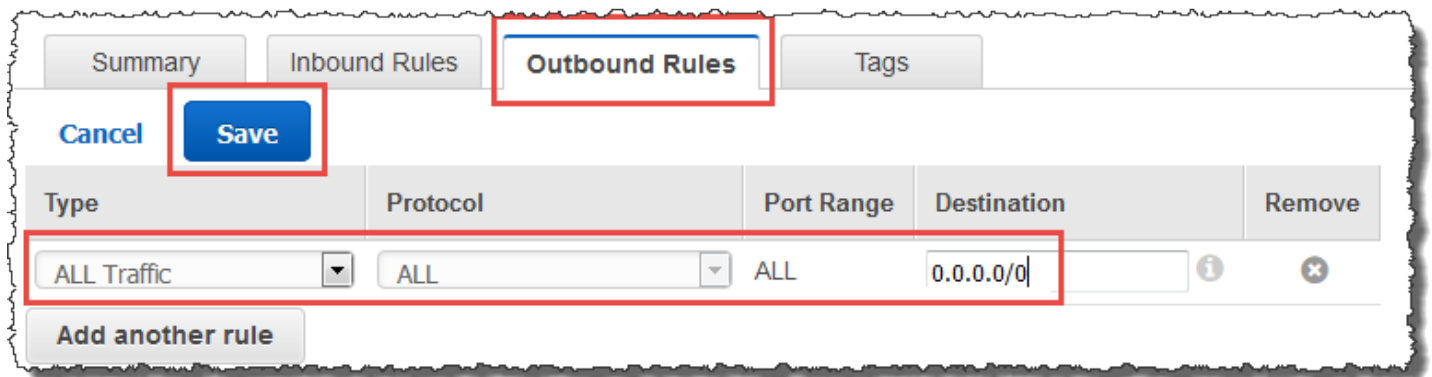 Summary Inbound Rules Outbound Rules Tags
Cancel Save
Type Protocol Port Range Destination Remove
ALL Traffic ALL ALL 0.0.0.0/0
Add another rule